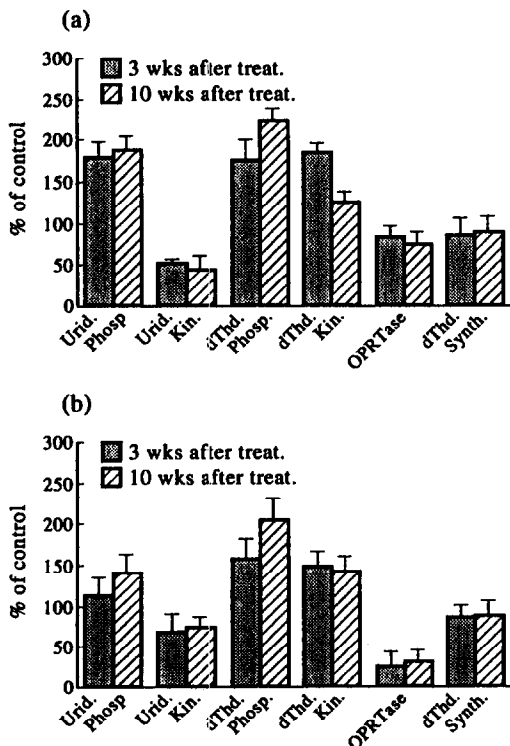 (a)
300
250
200
150
100
50
0
% of control
3 wks after treat.
10 wks after treat.
Urid.
Phosp
Urid.
Kin.
dThd.
Phosp.
dThd.
Kin.
OPRTase
dThd.
Synth.
(b)
300
250
200
150
100
50
0
% of control
3 wks after treat.
10 wks after treat.
Urid.
Phosp
Urid.
Kin.
dThd.
Phosp.
dThd.
Kin.
OPRTase
dThd.
Synth.